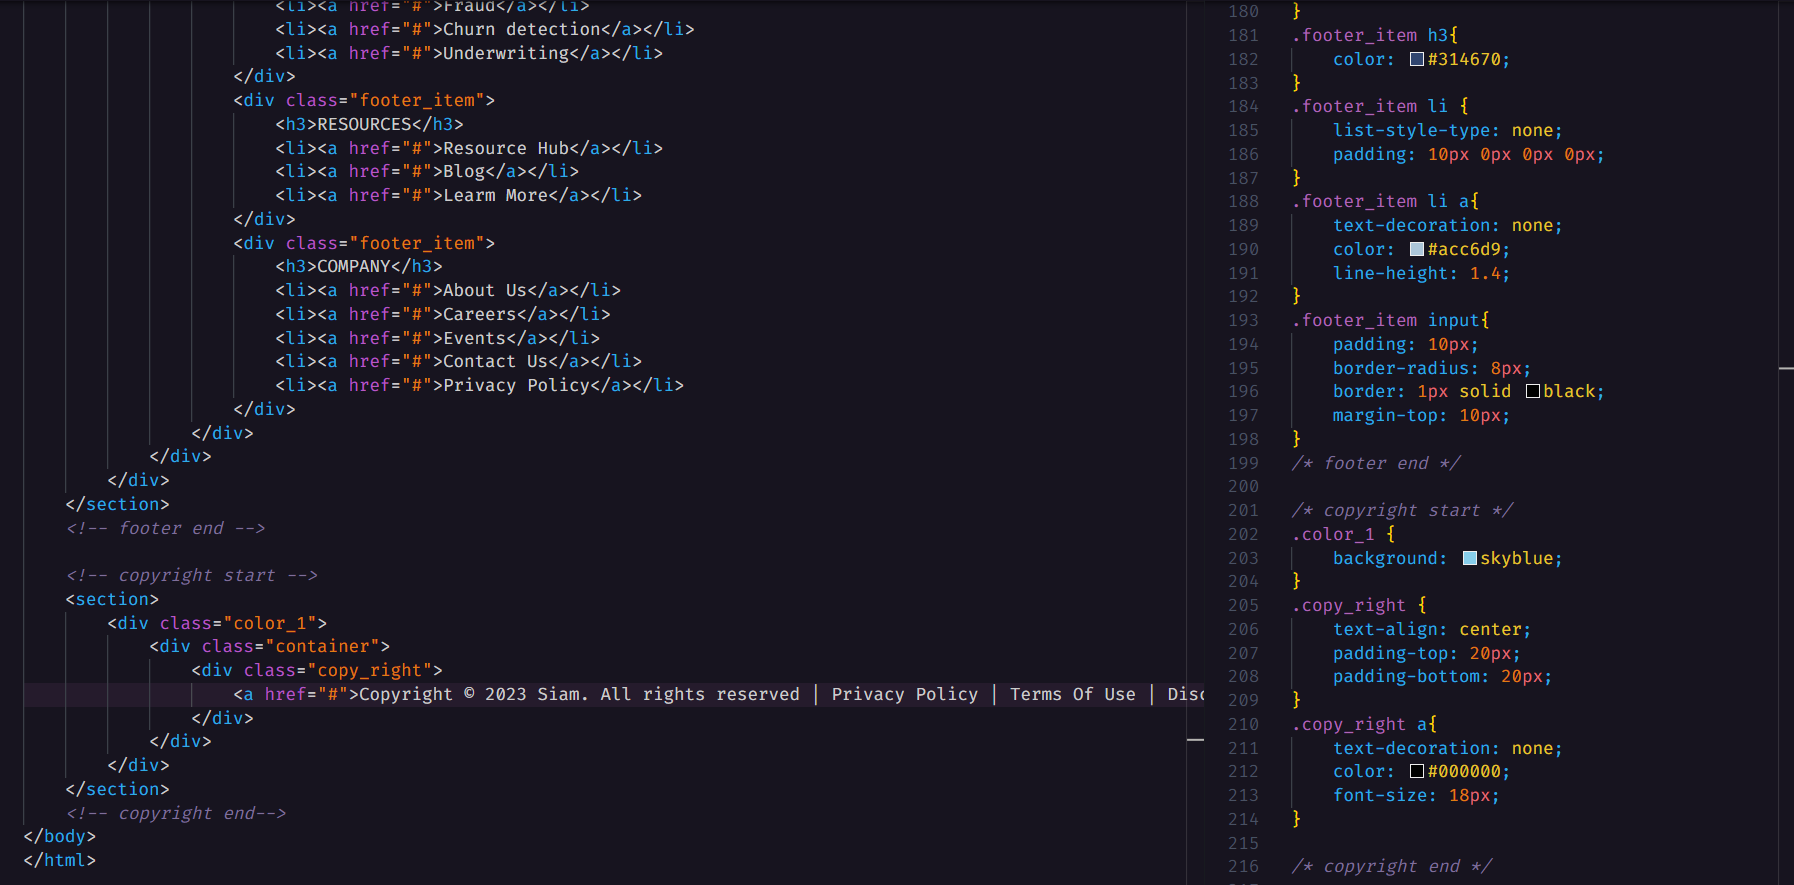 <li><a href="#">Fraud</a></li>
<li><a href="#">Churn detection</a></li>
<li><a href="#">Underwriting</a></li>
</div>
<div class="footer_item">
<h3>RESOURCES</h3>
<li><a href="#">Resource Hub</a></li>
<li><a href="#">Blog</a></li>
<li><a href="#">Learm More</a></li>
</div>
<div class="footer_item">
<h3>COMPANY</h3>
<li><a href="#">About Us</a></li>
<li><a href="#">Careers</a></li>
<li><a href="#">Events</a></li>
<li><a href="#">Contact Us</a></li>
<li><a href="#">Privacy Policy</a></li>
</div>
</div>
</div>
</div>
</section>
<!-- footer end -->
<!-- copyright start -->
<section>
<div class="color_1">
<div class="container">
<div class="copy_right">
<a href="#">Copyright © 2023 Siam. All rights reserved | Privacy Policy | Terms Of Use | Disc
</div>
</div>
</div>
</section>
<!-- copyright end-->
</body>
</html>
180 }
181 .footer_item h3{
182 color: #314670;
183 }
184 .footer_item li {
185 list-style-type: none;
186 padding: 10px 0px 0px 0px;
187 }
188 .footer_item li a{
189 text-decoration: none;
190 color: #acc6d9;
191 line-height: 1.4;
192 }
193 .footer_item input{
194 padding: 10px;
195 border-radius: 8px;
196 border: 1px solid black;
197 margin-top: 10px;
198 }
199 /* footer end */
200
201 /* copyright start */
202 .color_1 {
203 background: skyblue;
204 }
205 .copy_right {
206 text-align: center;
207 padding-top: 20px;
208 padding-bottom: 20px;
209 }
210 .copy_right a{
211 text-decoration: none;
212 color: #000000;
213 font-size: 18px;
214 }
215
216 /* copyright end */